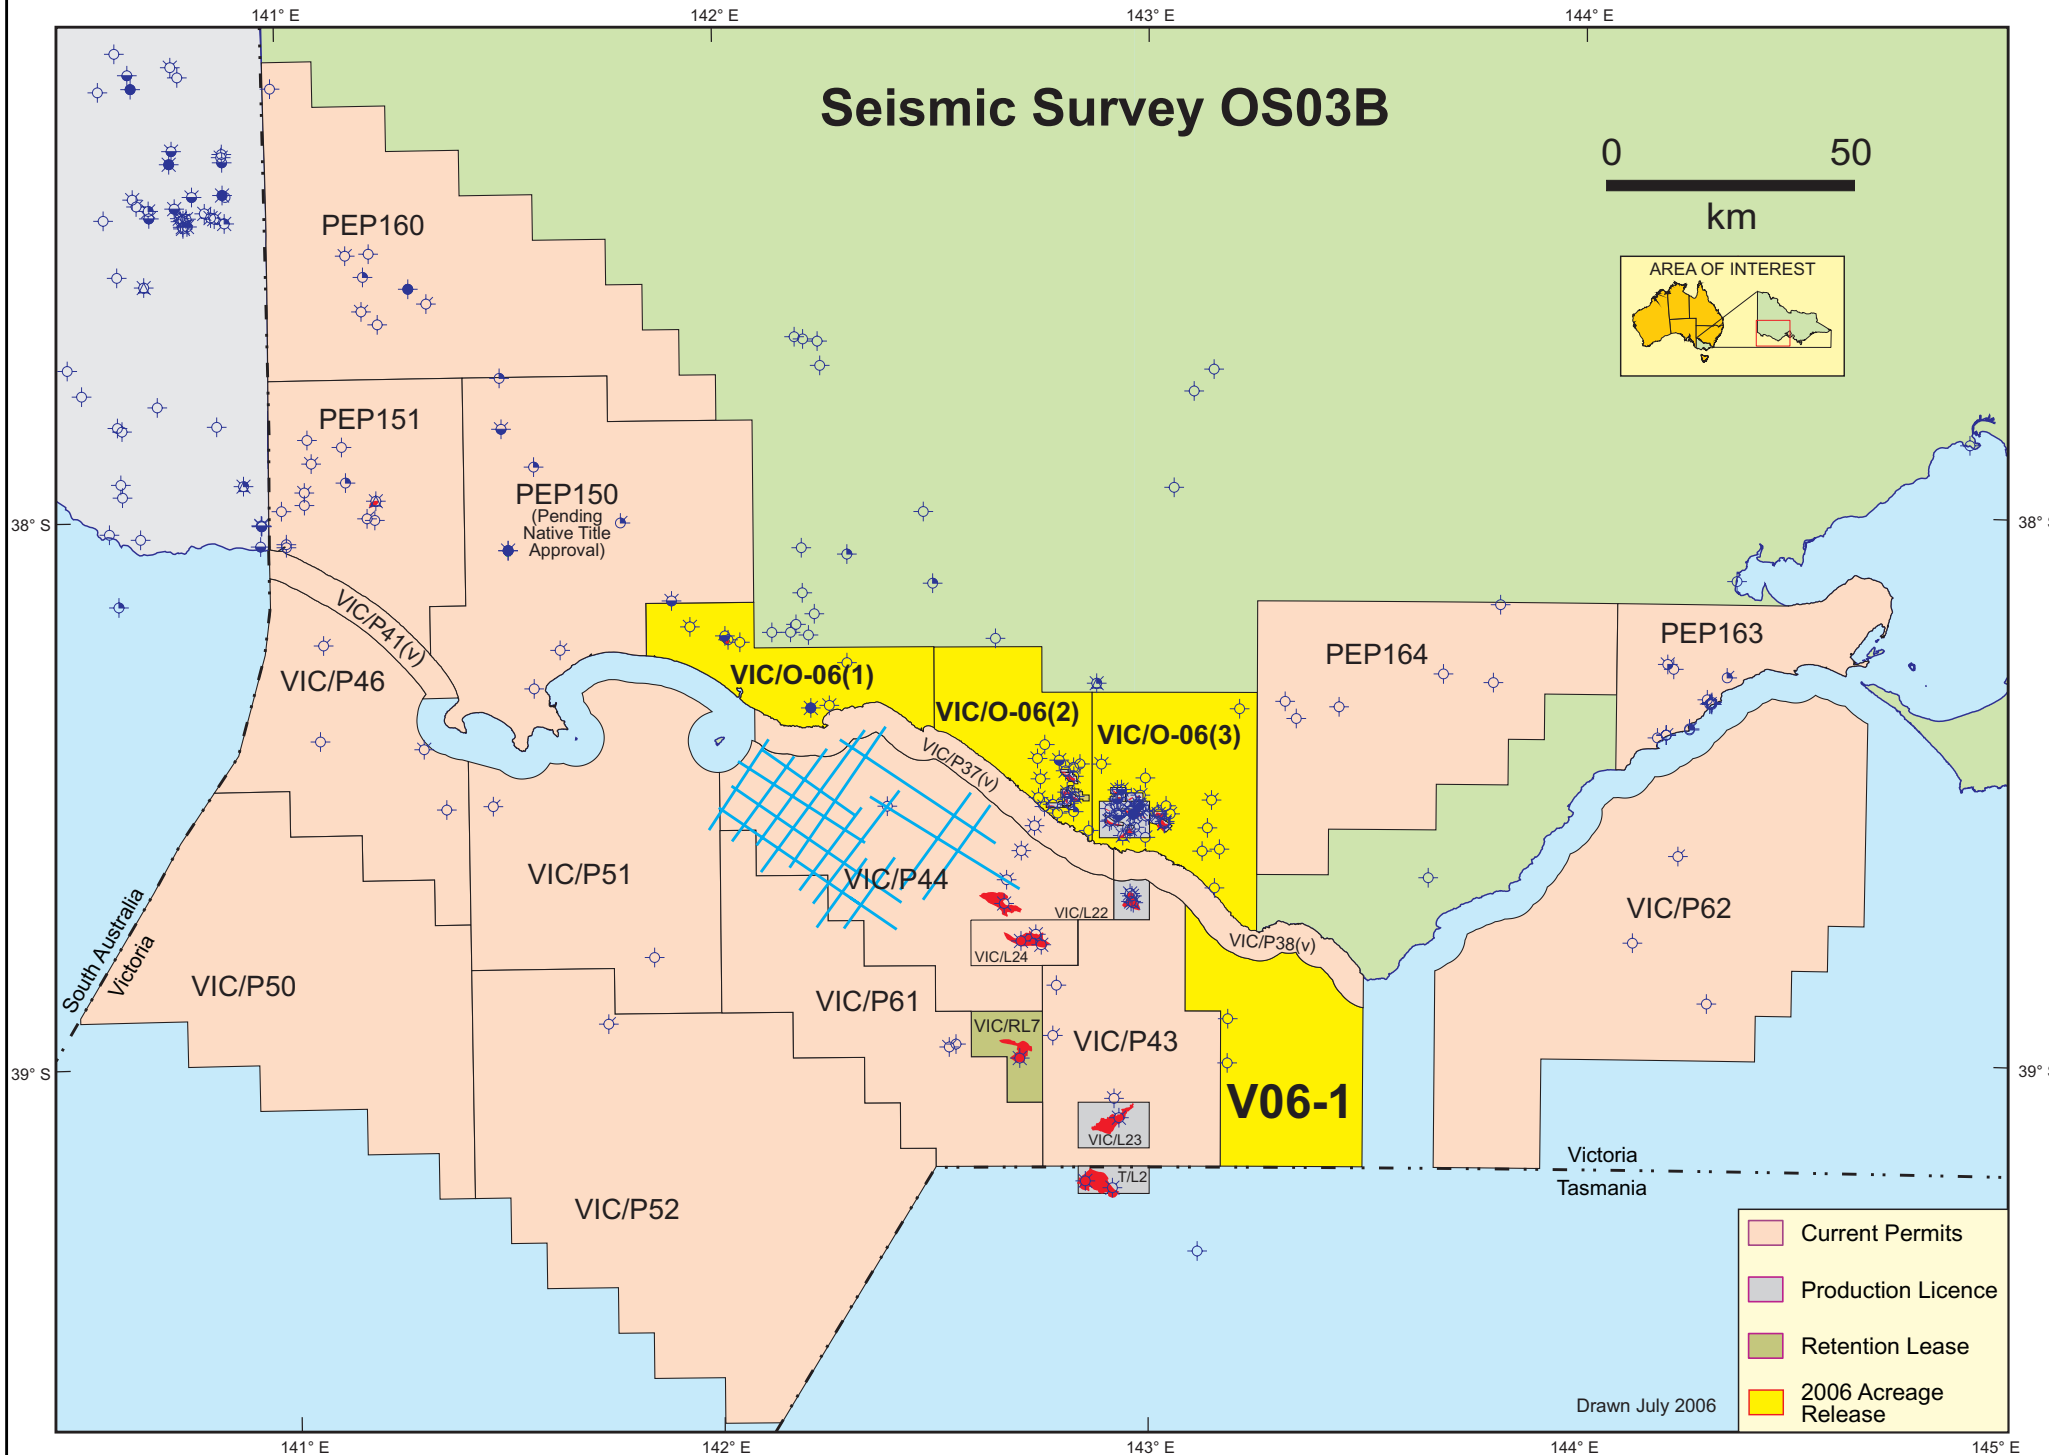 141° E
142° E
143° E
144° E
Seismic Survey OS03B
0
50
km
AREA OF INTEREST
PEP160
PEP151
PEP150
(Pending
Native Title
Approval)
38° S
38° S
VIC/P41(v)
VIC/P46
VIC/O-06(1)
VIC/O-06(2)
VIC/O-06(3)
PEP164
PEP163
VIC/P37(v)
VIC/P51
VIC/P44
VIC/L22
VIC/P62
VIC/P38(v)
VIC/L24
South Australia
Victoria
VIC/P50
VIC/P61
VIC/RL7
VIC/P43
39° S
39° S
V06-1
VIC/L23
T/L2
Victoria
Tasmania
VIC/P52
Current Permits
Production Licence
Retention Lease
2006 Acreage
Release
Drawn July 2006
141° E
142° E
143° E
144° E
145° E